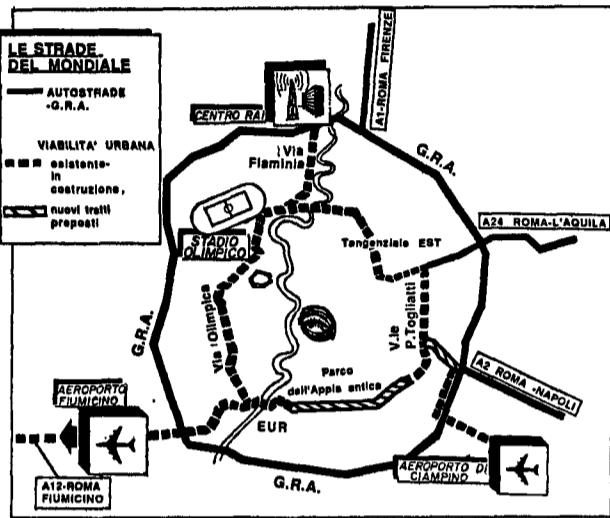 LE STRADE
DEL MONDIALE
AUTOSTRADE
-G.R.A.
VIABILITA' URBANA
esistente-
in
costruzione,
nuovi tratti
proposti
CENTRO RAI
A1-ROMA FIRENZE
G.R.A.
Via
Flaminia
STADIO
OLIMPICO
Tangenziale EST
A24 ROMA-L'AQUILA
Via Olimpica
V.le
P.Togliatti
G.R.A.
Parco
dell'Appia antica
A2 ROMA -NAPOLI
AEROPORTO
FIUMICINO
EUR
AEROPORTO DI
CIAMPINO
A12-ROMA
FIUMICINO
G.R.A.